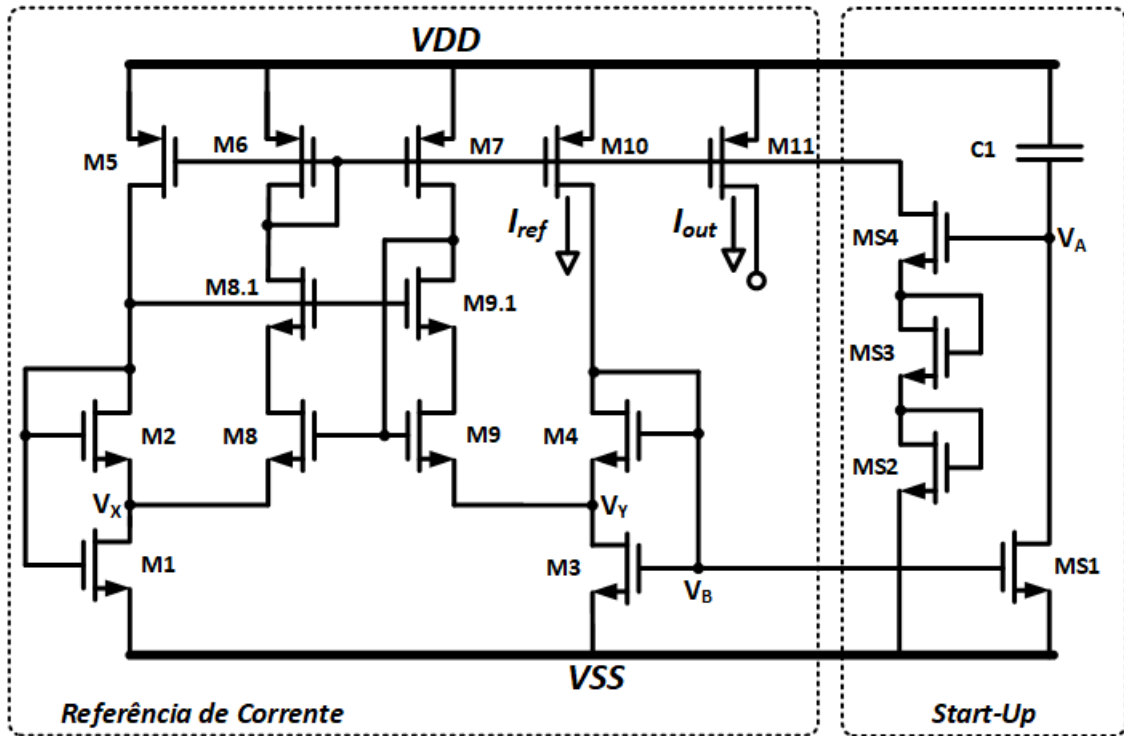 VDD
M5
M6
M7
M10
M11
C1
I_ref
I_out
MS4
V_A
M8.1
M9.1
MS3
M2
M8
M9
M4
MS2
V_X
V_Y
M1
M3
V_B
MS1
VSS
Referência de Corrente
Start-Up